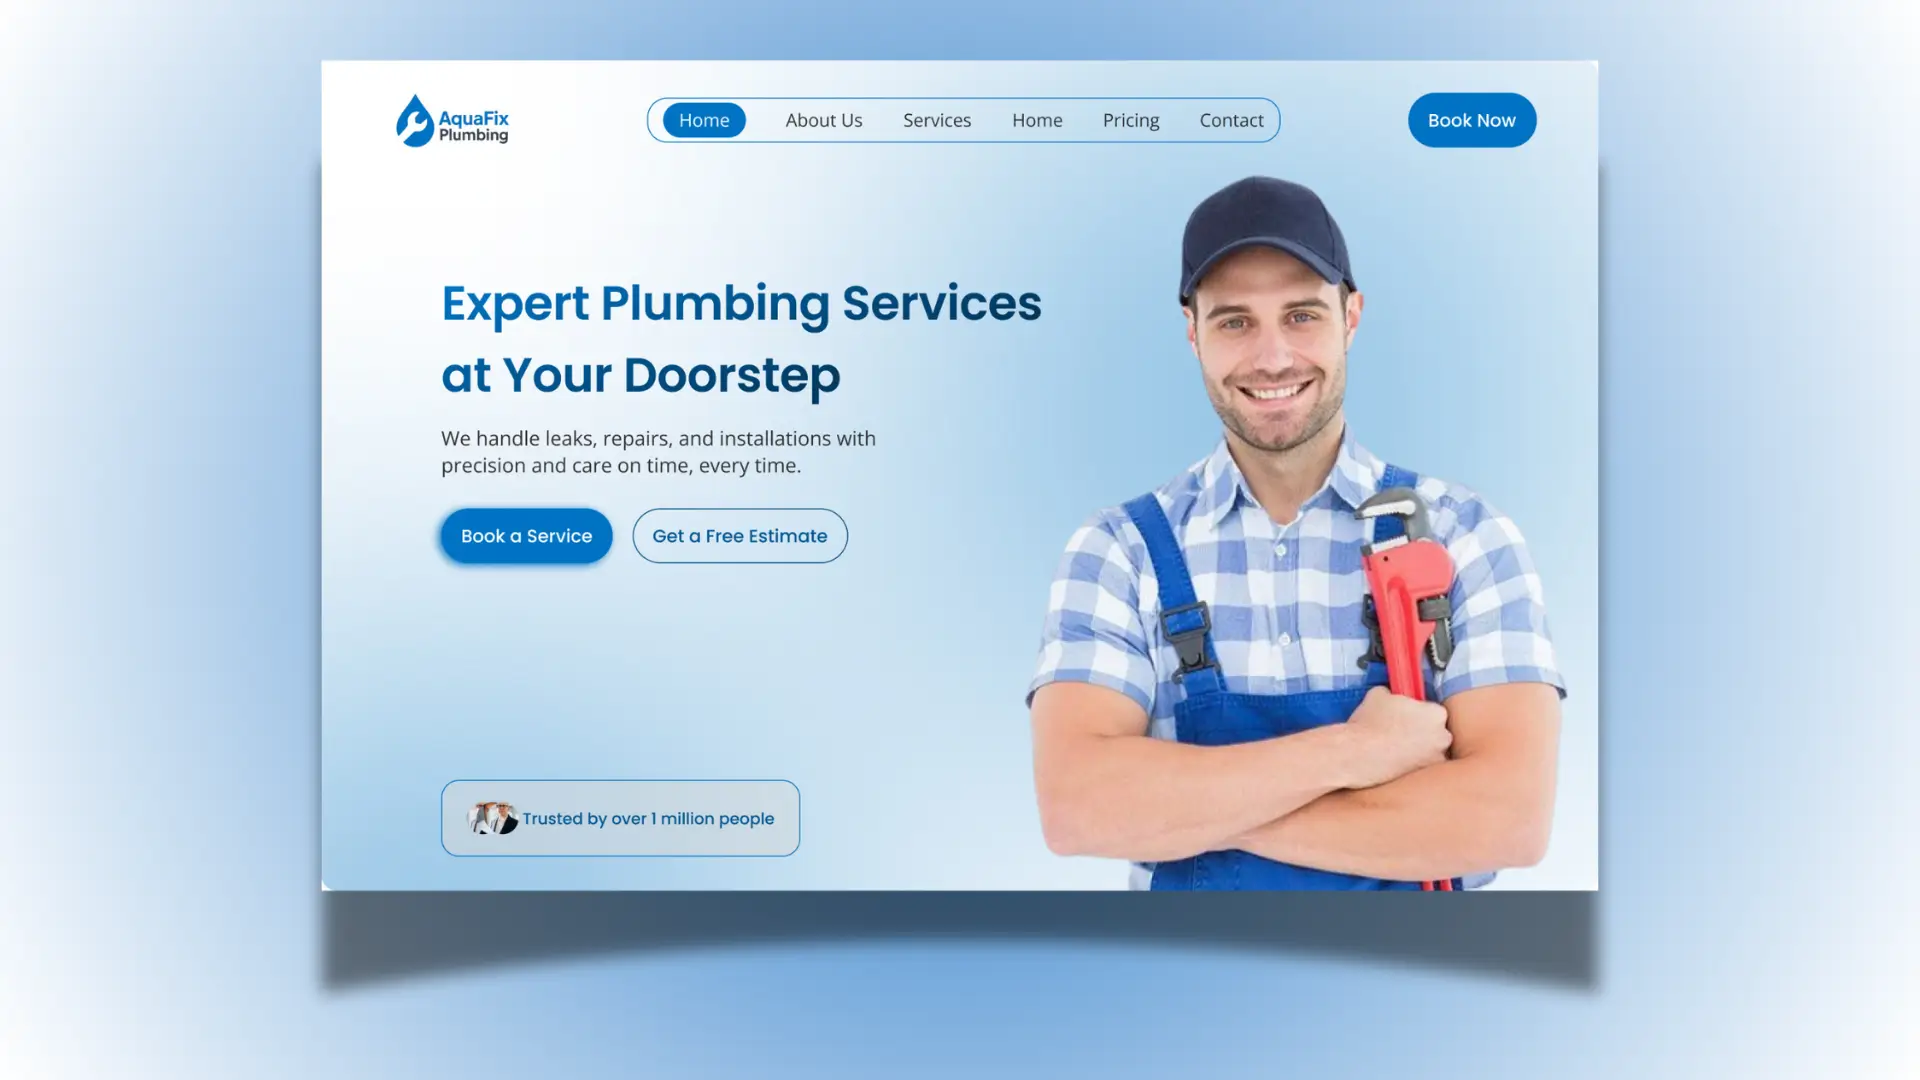 AquaFix
Plumbing
Home
About Us
Services
Home
Pricing
Contact
Book Now
Expert Plumbing Services
at Your Doorstep
We handle leaks, repairs, and installations with
precision and care on time, every time.
Book a Service
Get a Free Estimate
Trusted by over 1 million people